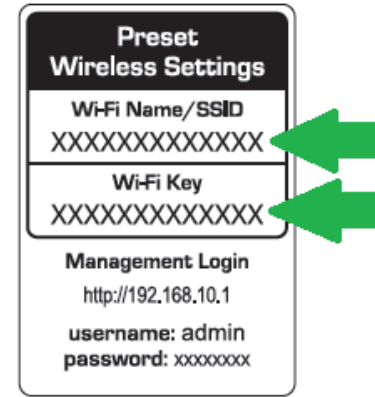 Preset
Wireless Settings
Wi-Fi Name/SSID
XXXXXXXXXXXXX
Wi-Fi Key
XXXXXXXXXXXXX
Management Login
http://192.168.10.1
username: admin
password: xxxxxxxx